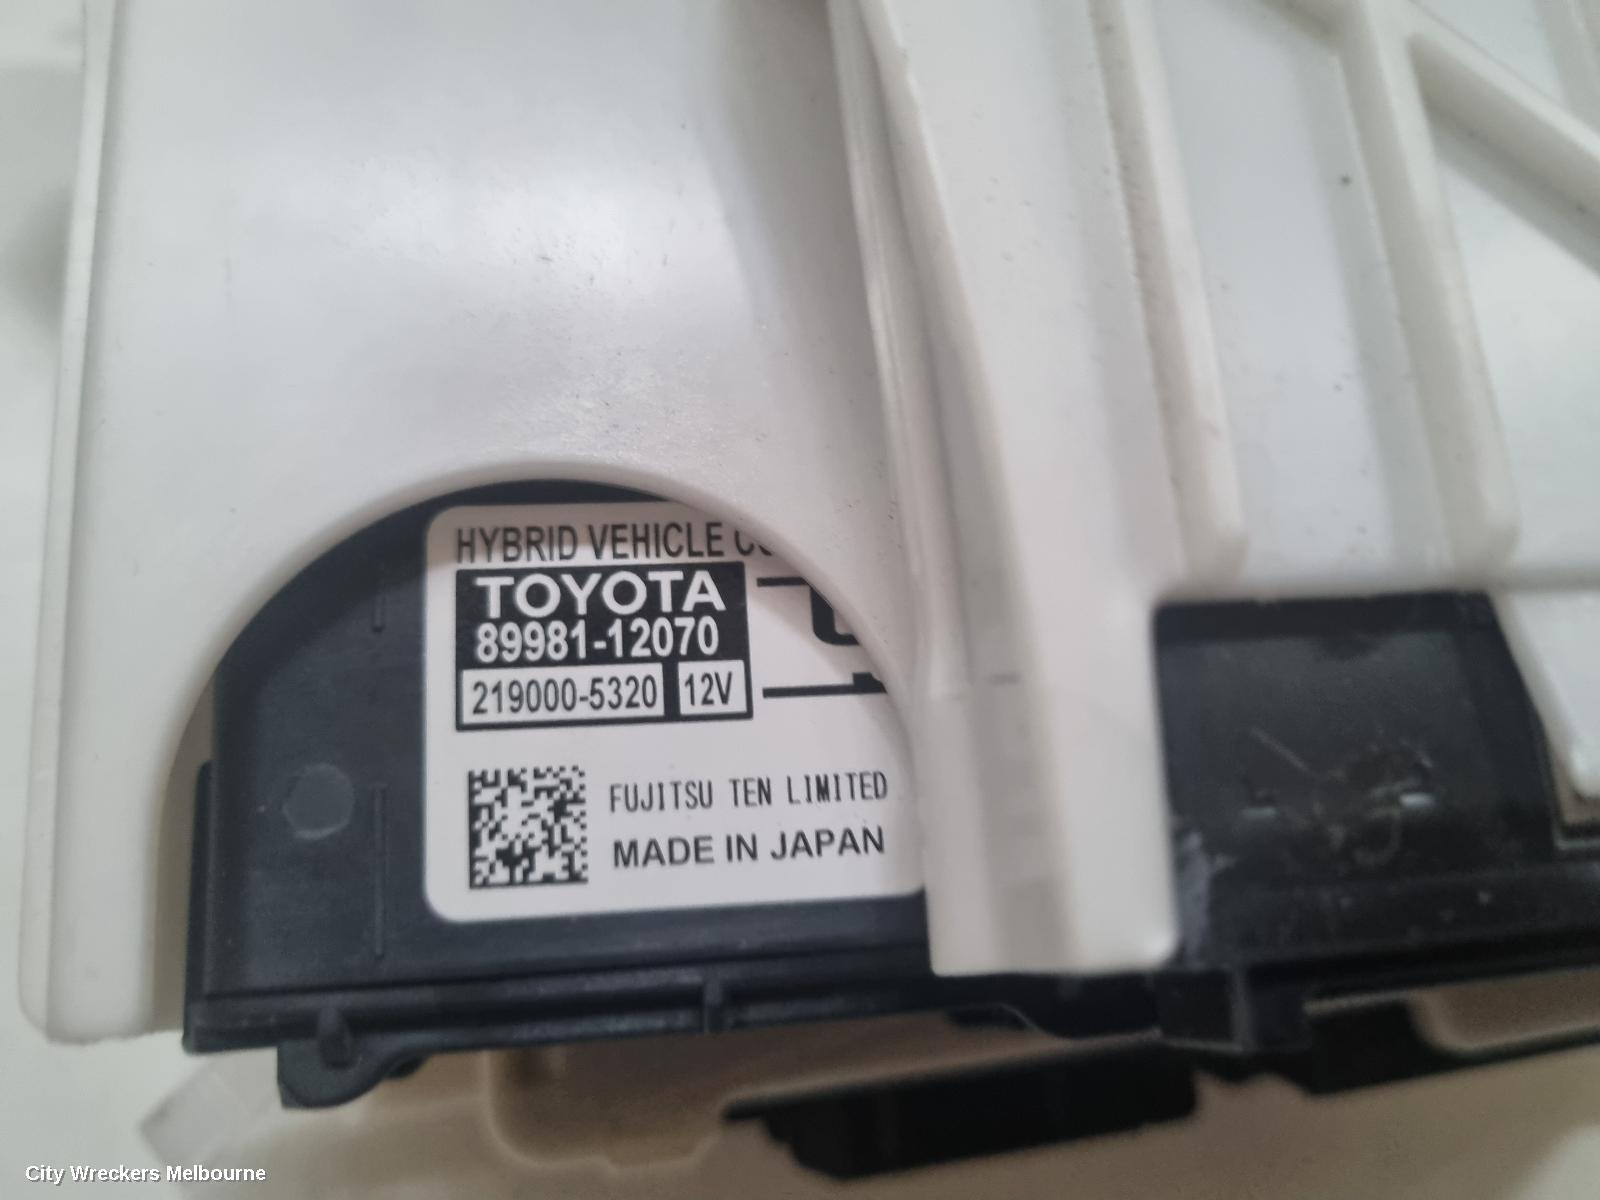 HYBRID VEHICLE
TOYOTA
89981-12070
219000-5320 12V
FUJITSU TEN LIMITED
MADE IN JAPAN
City Wreckers Melbourne